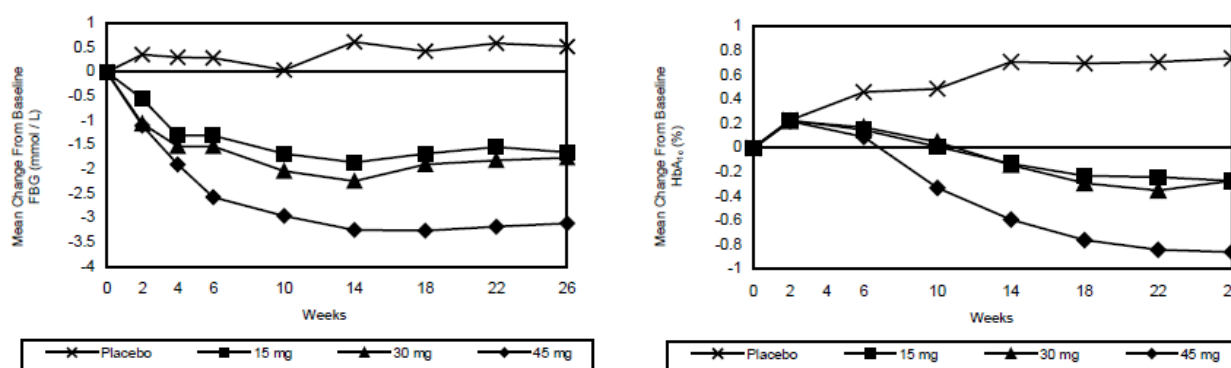 Mean Change From Baseline
FBG (mmol / L)
1
0.5
0
-0.5
-1
-1.5
-2
-2.5
-3
-3.5
-4
0 2 4 6 10 14 18 22 26
Weeks
Placebo 15 mg 30 mg 45 mg
Mean Change From Baseline
HbA₁c (%)
1
0.8
0.6
0.4
0.2
0
-0.2
-0.4
-0.6
-0.8
-1
0 2 4 6 10 14 18 22
Weeks
Placebo 15 mg 30 mg 45 mg